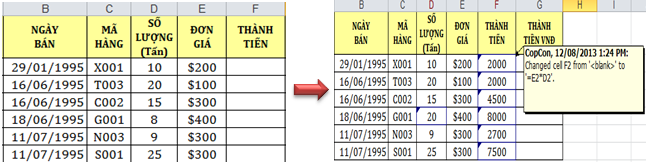 B C D E F
NGÀY BÁN MÃ HÀNG SỐ LƯỢNG (Tấn) ĐƠN GIÁ THÀNH TIỀN
29/01/1995 X001 10 $200
16/06/1995 T003 20 $100
16/06/1995 C002 15 $300
18/06/1995 G001 8 $400
11/07/1995 N003 9 $300
11/07/1995 S001 25 $300
B C D E F G H I
NGÀY BÁN MÃ HÀNG SỐ LƯỢNG (Tấn) ĐƠN GIÁ THÀNH TIỀN THÀNH TIỀN VNĐ
29/01/1995 X001 10 $200 2000
16/06/1995 T003 20 $100 2000
16/06/1995 C002 15 $300 4500
18/06/1995 G001 20 $400 8000
11/07/1995 N003 9 $300 2700
11/07/1995 S001 25 $300 7500
CopCon, 12/08/2013 1:24 PM:
Changed cell F2 from '<blank>' to
'=E2*D2'.